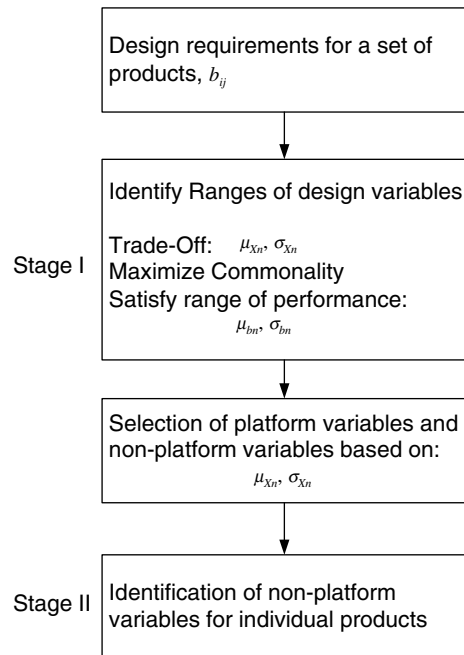 Design requirements for a set of
products, b_ij
Identify Ranges of design variables
Stage I
Trade-Off: μ_Xn, σ_Xn
Maximize Commonality
Satisfy range of performance:
μ_bn, σ_bn
Selection of platform variables and
non-platform variables based on:
μ_Xn, σ_Xn
Stage II
Identification of non-platform
variables for individual products